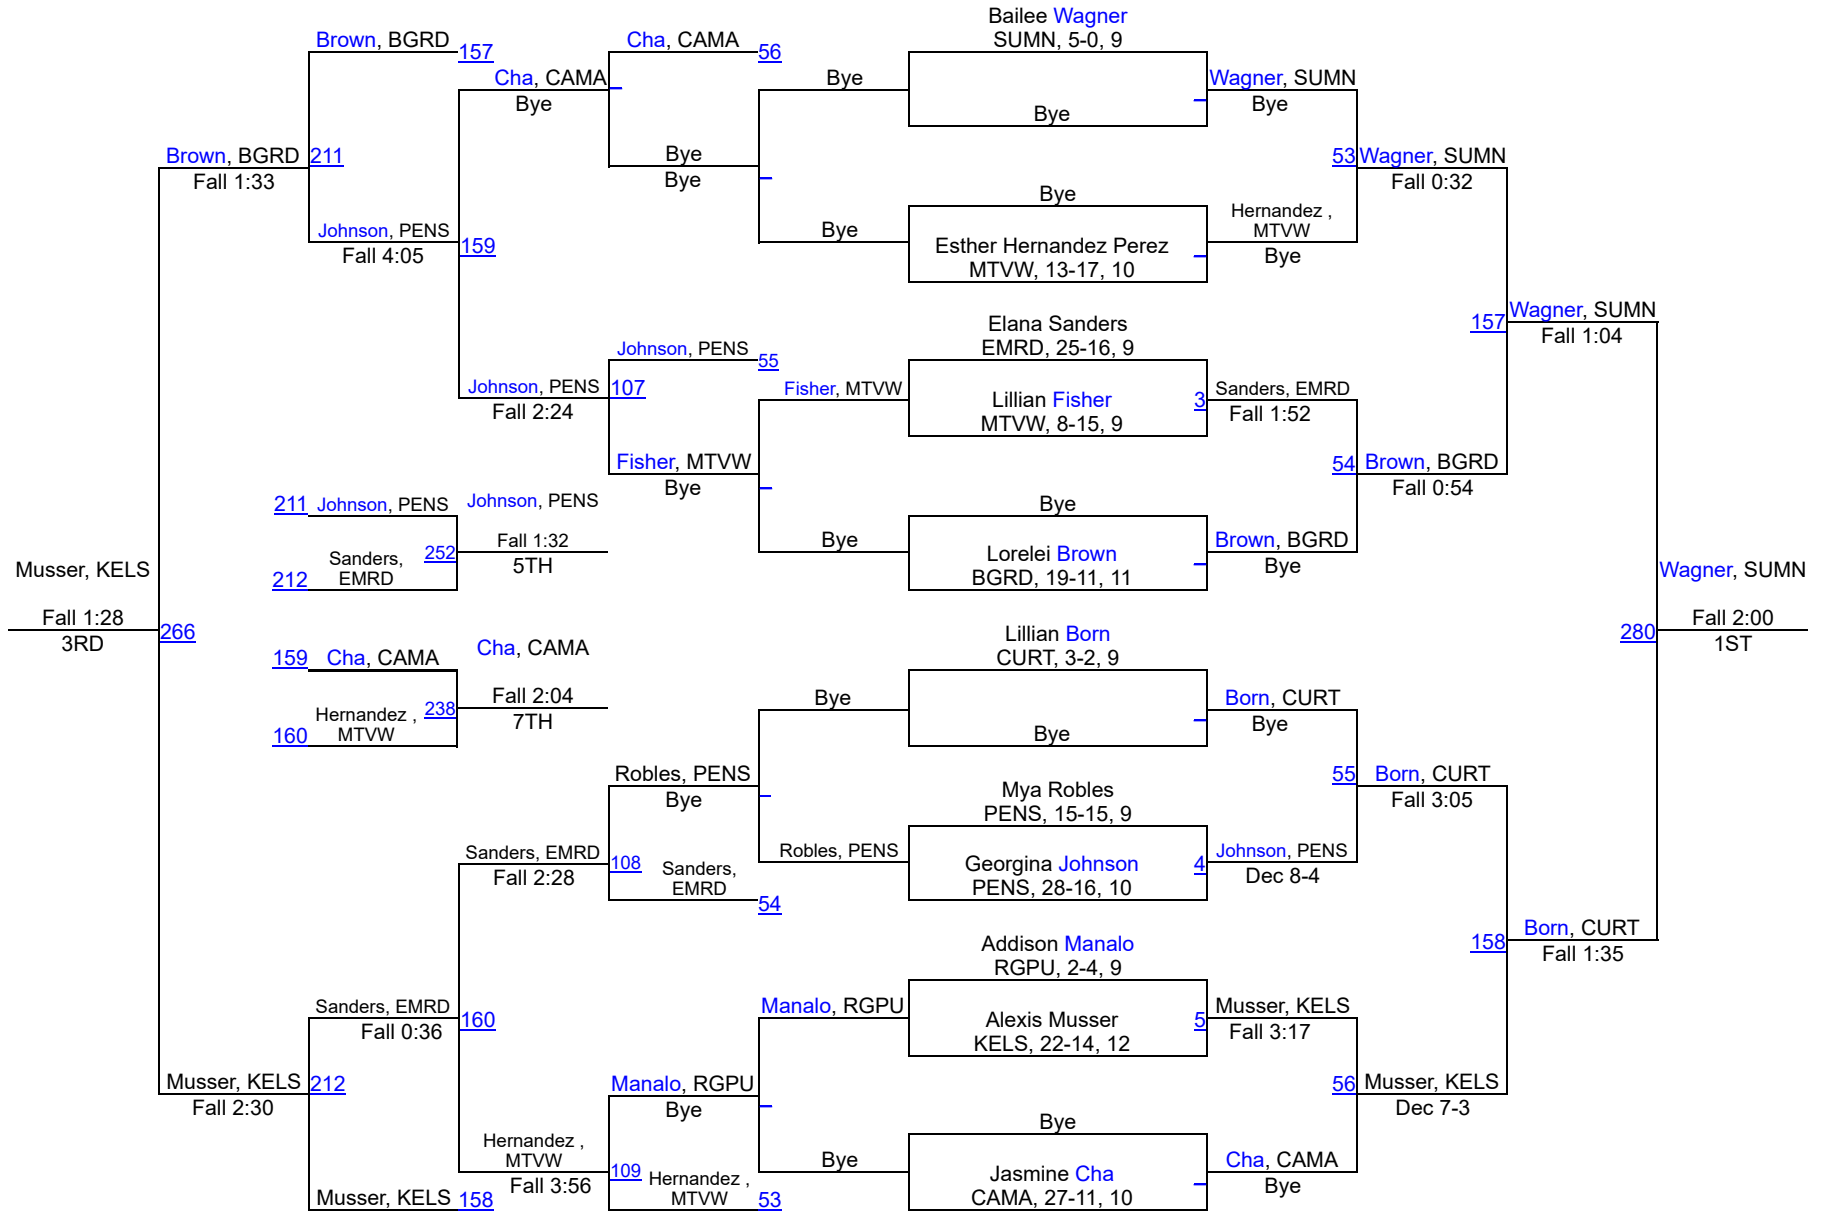 Bailee Wagner
SUMN, 5-0, 9
Bye
Bye
Esther Hernandez Perez
MTVW, 13-17, 10
Elana Sanders
EMRD, 25-16, 9
Lillian Fisher
MTVW, 8-15, 9
3
Bye
Lorelei Brown
BGRD, 19-11, 11
Lillian Born
CURT, 3-2, 9
Bye
Mya Robles
PENS, 15-15, 9
Georgina Johnson
PENS, 28-16, 10
4
Addison Manalo
RGPU, 2-4, 9
Alexis Musser
KELS, 22-14, 12
5
Bye
Jasmine Cha
CAMA, 27-11, 10
Wagner, SUMN
Bye
53
Hernandez ,
MTVW
Bye
Sanders, EMRD
Fall 1:52
54
Brown, BGRD
Bye
Born, CURT
Bye
55
Johnson, PENS
Dec 8-4
Musser, KELS
Fall 3:17
56
Cha, CAMA
Bye
Wagner, SUMN
Fall 0:32
157
Brown, BGRD
Fall 0:54
Born, CURT
Fall 3:05
158
Musser, KELS
Dec 7-3
Wagner, SUMN
Fall 1:04
280
Born, CURT
Fall 1:35
Wagner, SUMN
Fall 2:00
1ST
Bye
Bye
Fisher, MTVW
Bye
Bye
Robles, PENS
Manalo, RGPU
Bye
Cha, CAMA
56
Bye
Bye
Johnson, PENS
55
107
Fisher, MTVW
Bye
Robles, PENS
Bye
108
Sanders,
EMRD
54
Manalo, RGPU
Bye
109
Hernandez ,
MTVW
53
Cha, CAMA
Bye
159
Johnson, PENS
Fall 2:24
Sanders, EMRD
Fall 2:28
160
Hernandez ,
MTVW
Fall 3:56
Brown, BGRD
157
211
Johnson, PENS
Fall 4:05
Sanders, EMRD
Fall 0:36
212
Musser, KELS
158
Brown, BGRD
Fall 1:33
266
Musser, KELS
Fall 2:30
Musser, KELS
Fall 1:28
3RD
211
Johnson, PENS
Johnson, PENS
252
Fall 1:32
5TH
212
Sanders,
EMRD
159
Cha, CAMA
Cha, CAMA
238
Fall 2:04
7TH
160
Hernandez ,
MTVW